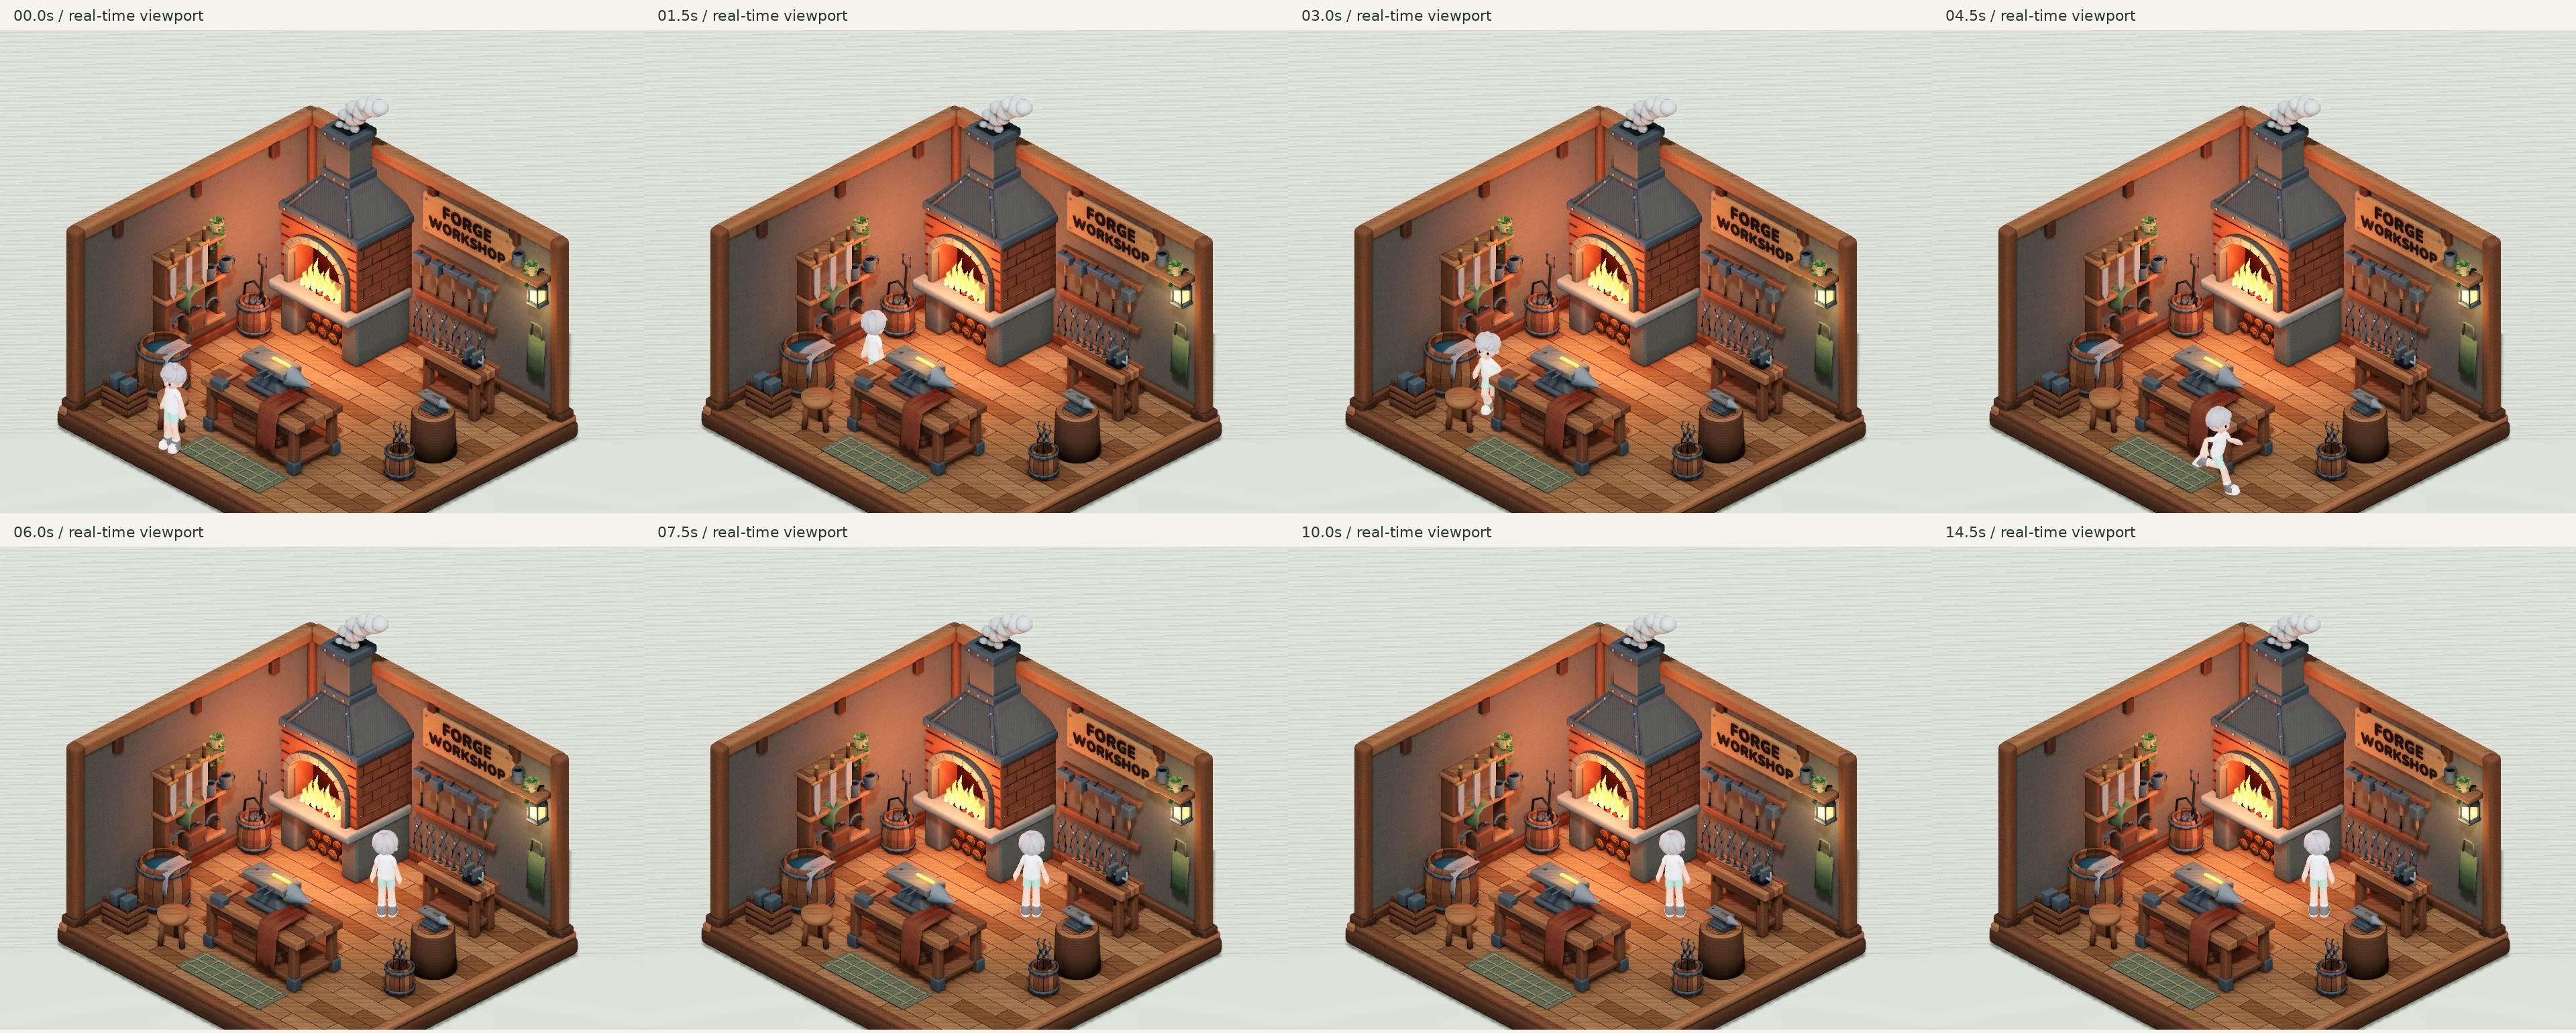 00.0s / real-time viewport
01.5s / real-time viewport
03.0s / real-time viewport
04.5s / real-time viewport
FORGE
WORKSHOP
FORGE
WORKSHOP
FORGE
WORKSHOP
FORGE
WORKSHOP
06.0s / real-time viewport
07.5s / real-time viewport
10.0s / real-time viewport
14.5s / real-time viewport
FORGE
WORKSHOP
FORGE
WORKSHOP
FORGE
WORKSHOP
FORGE
WORKSHOP